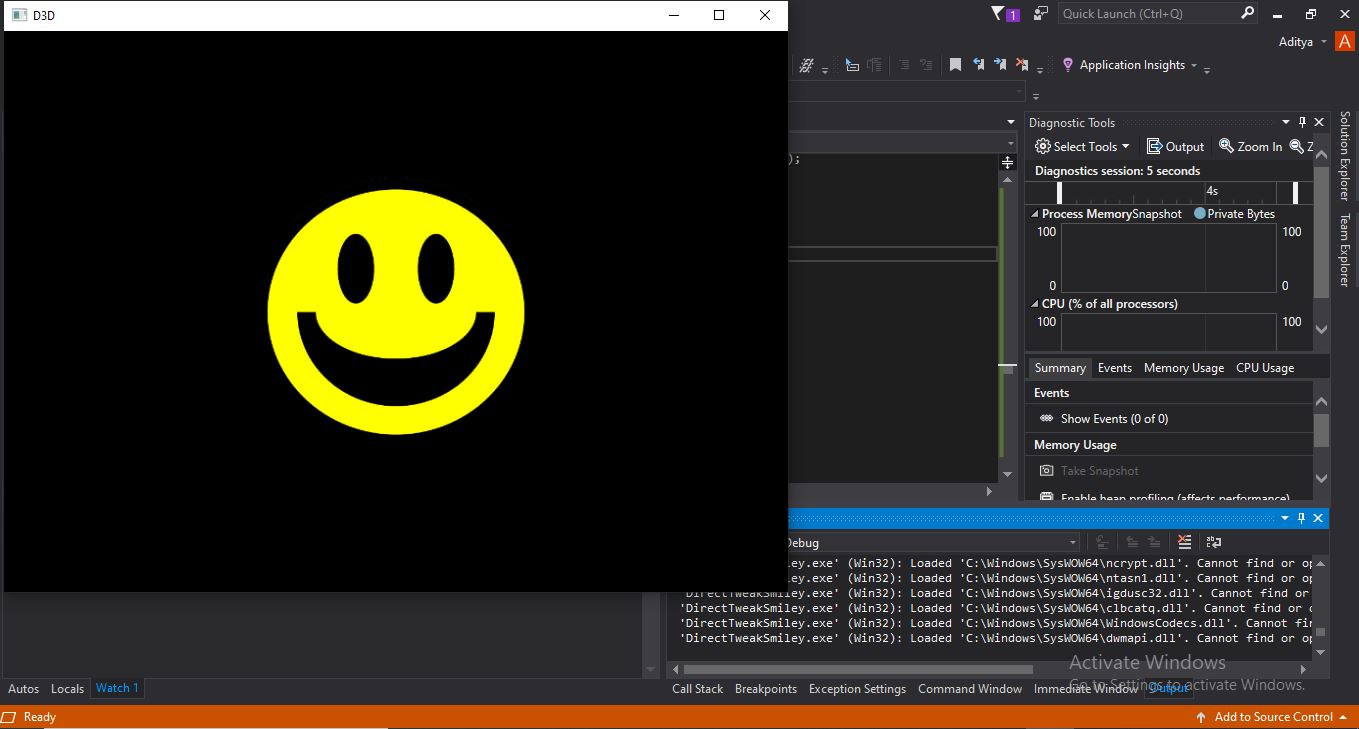 D3D
1
Quick Launch (Ctrl+Q)
Aditya
A
Application Insights
Diagnostic Tools
Select Tools
Output
Zoom In
Z
);
Diagnostics session: 5 seconds
4s
Process Memory
Snapshot
Private Bytes
100
100
0
0
CPU (% of all processors)
100
100
Summary
Events
Memory Usage
CPU Usage
Events
Show Events (0 of 0)
Memory Usage
Take Snapshot
Enable heap profiling (affects performance)
Solution Explorer
Team Explorer
Debug
ley.exe' (Win32): Loaded 'C:\Windows\SysWOW64\ncrypt.dll'. Cannot find or op
ley.exe' (Win32): Loaded 'C:\Windows\SysWOW64\ntasn1.dll'. Cannot find or op
'DirectTweakSmiley.exe' (Win32): Loaded 'C:\Windows\SysWOW64\igdusc32.dll'. Cannot find or
'DirectTweakSmiley.exe' (Win32): Loaded 'C:\Windows\SysWOW64\clbcatq.dll'. Cannot find or o
'DirectTweakSmiley.exe' (Win32): Loaded 'C:\Windows\SysWOW64\WindowsCodecs.dll'. Cannot fin
'DirectTweakSmiley.exe' (Win32): Loaded 'C:\Windows\SysWOW64\dwmapi.dll'. Cannot find or op
Activate Windows
Go to Settings to activate Windows.
Autos
Locals
Watch 1
Call Stack
Breakpoints
Exception Settings
Command Window
Immediate Window
Output
Ready
Add to Source Control